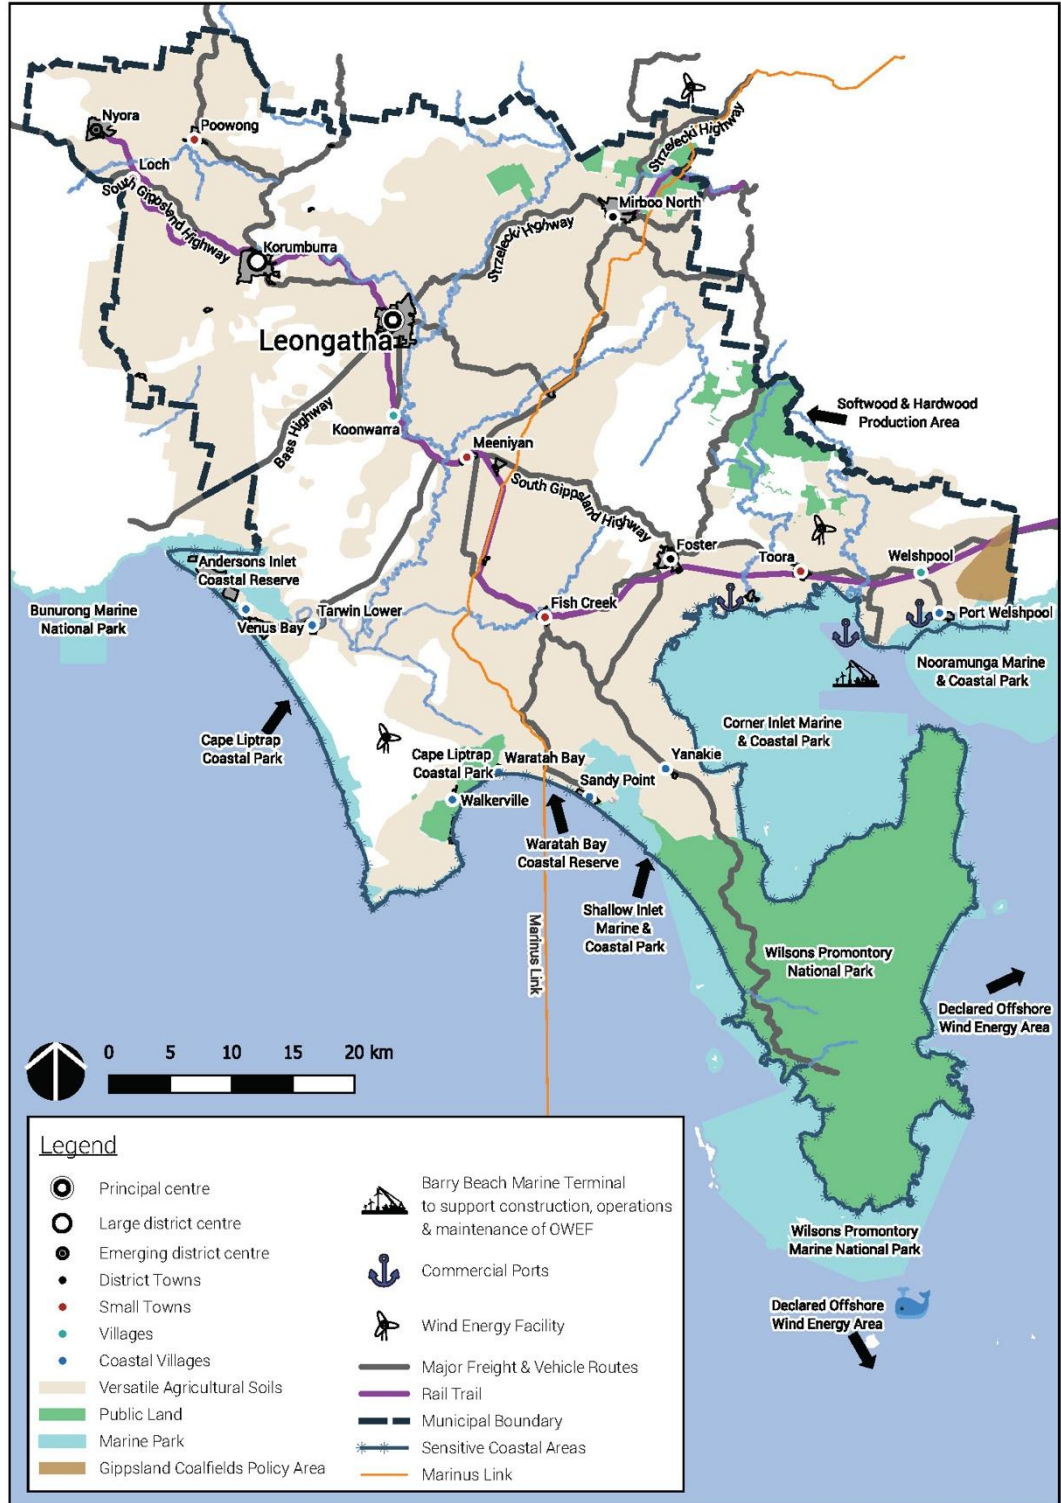 Nyora
Poowong
Loch
South Gippsland Highway
Korumburra
Leongatha
Strzelecki Highway
Strzelecki Highway
Mirboo North
Bass Highway
Koonwarra
Meeniyan
South Gippsland Highway
Softwood & Hardwood
Production Area
Foster
Toora
Welshpool
Port Welshpool
Fish Creek
Andersons Inlet
Coastal Reserve
Bunurong Marine
National Park
Venus Bay
Tarwin Lower
Nooramunga Marine
& Coastal Park
Corner Inlet Marine
& Coastal Park
Cape Liptrap
Coastal Park
Cape Liptrap
Coastal Park
Waratah Bay
Sandy Point
Yanakie
Walkerville
Waratah Bay
Coastal Reserve
Shallow Inlet
Marine &
Coastal Park
Marinus Link
Wilsons Promontory
National Park
Declared Offshore
Wind Energy Area
Wilsons Promontory
Marine National Park
Declared Offshore
Wind Energy Area
0 5 10 15 20 km
Legend
Principal centre
Large district centre
Emerging district centre
District Towns
Small Towns
Villages
Coastal Villages
Versatile Agricultural Soils
Public Land
Marine Park
Gippsland Coalfields Policy Area
Barry Beach Marine Terminal
to support construction, operations
& maintenance of OWEF
Commercial Ports
Wind Energy Facility
Major Freight & Vehicle Routes
Rail Trail
Municipal Boundary
Sensitive Coastal Areas
Marinus Link